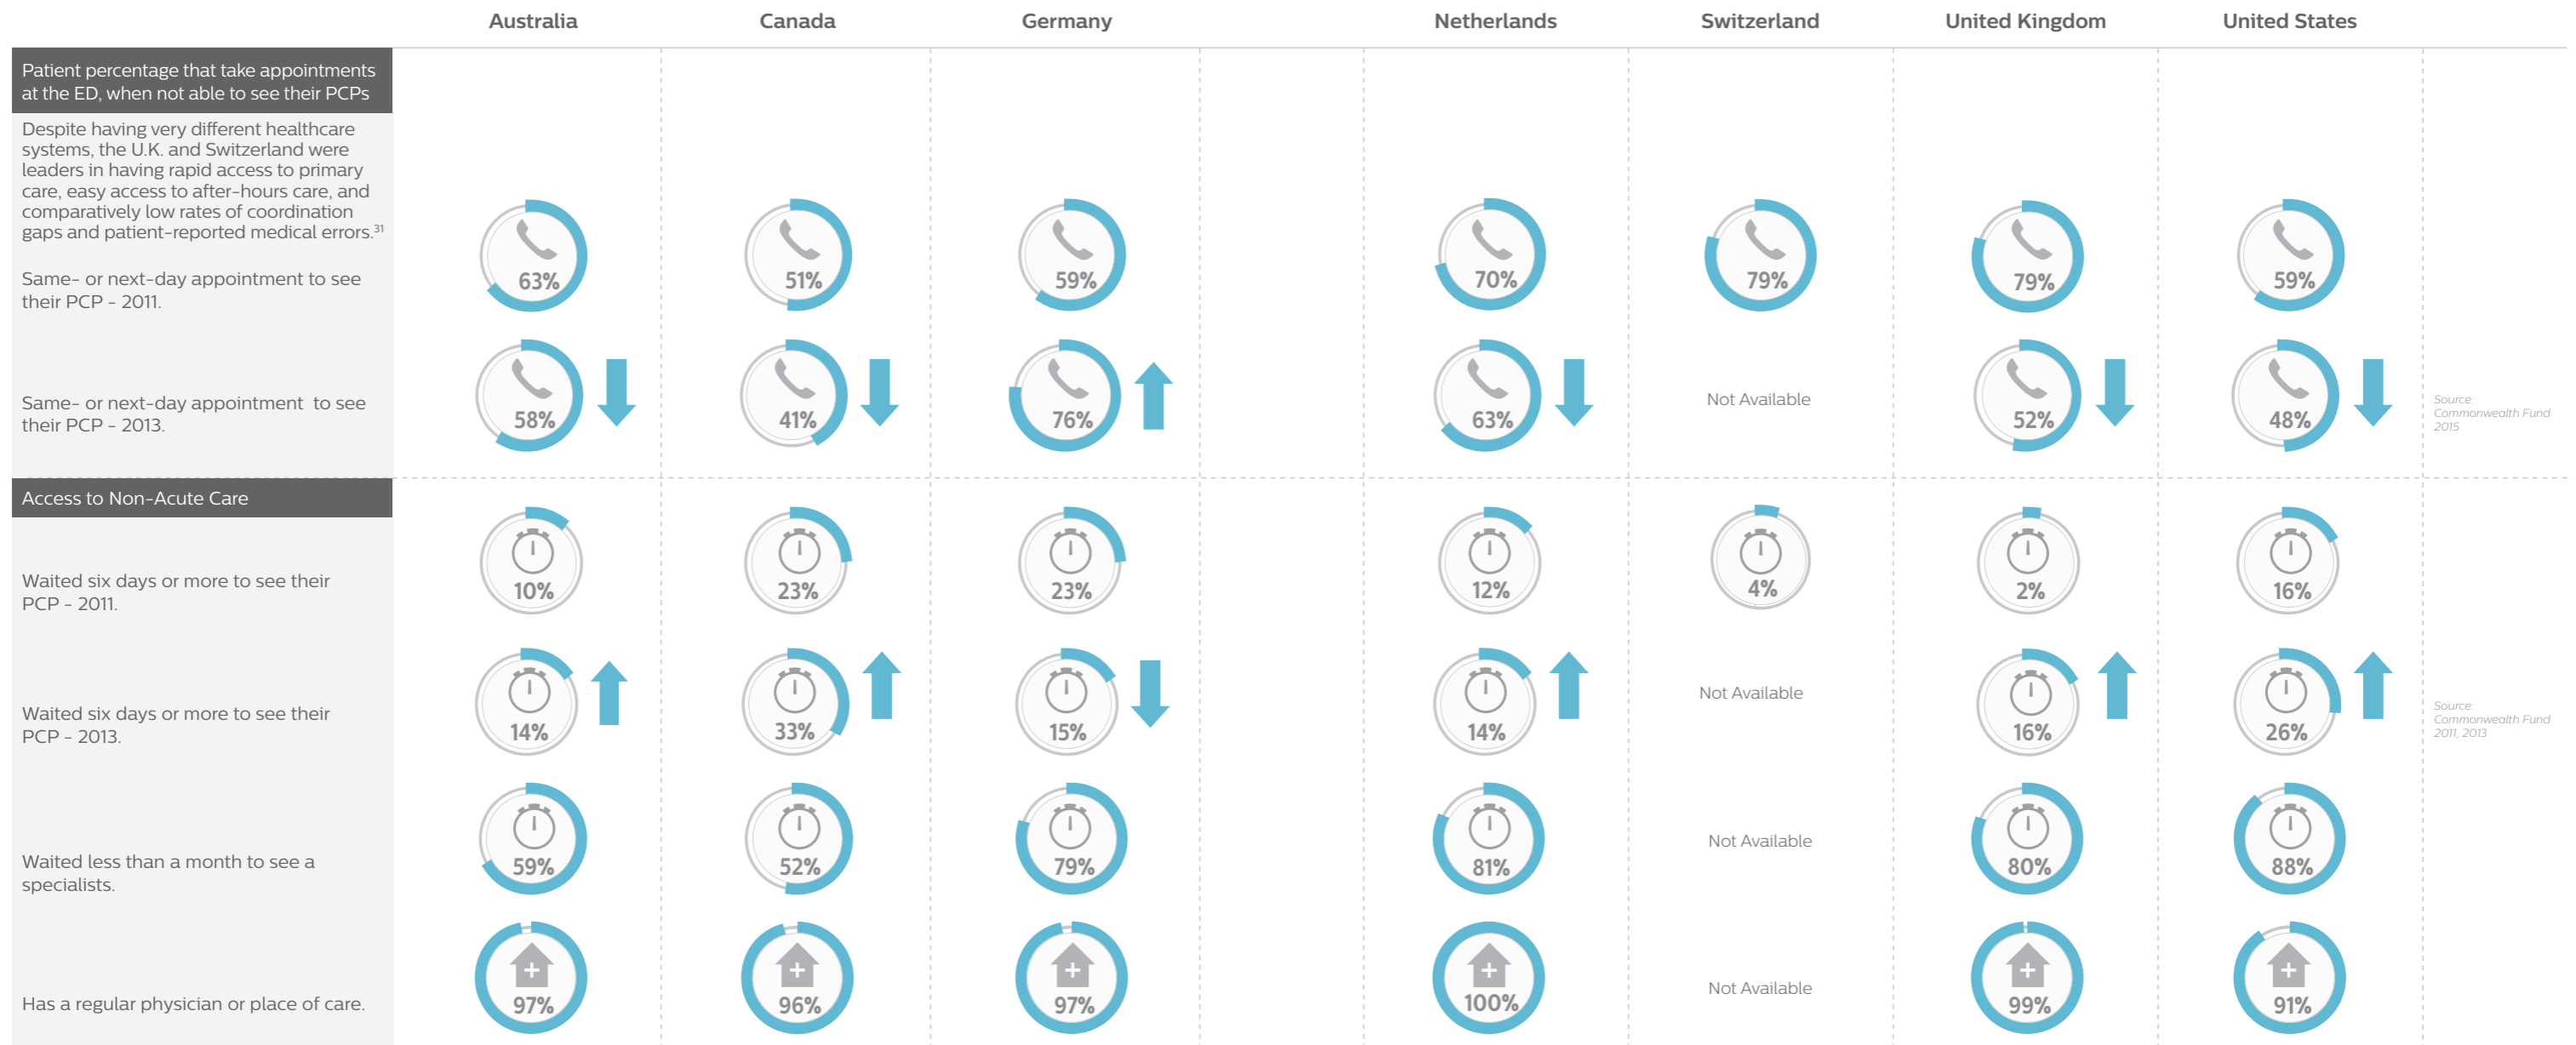 Australia
Canada
Germany
Netherlands
Switzerland
United Kingdom
United States
Patient percentage that take appointments
at the ED, when not able to see their PCPs
Despite having very different healthcare
systems, the U.K. and Switzerland were
leaders in having rapid access to primary
care, easy access to after-hours care, and
comparatively low rates of coordination
gaps and patient-reported medical errors.31
Same- or next-day appointment to see
their PCP - 2011.
63%
51%
59%
70%
79%
79%
59%
Same- or next-day appointment to see
their PCP - 2013.
58%
41%
76%
63%
Not Available
52%
48%
Source:
Commonwealth Fund
2015
Access to Non-Acute Care
Waited six days or more to see their
PCP - 2011.
10%
23%
23%
12%
4%
2%
16%
Waited six days or more to see their
PCP - 2013.
14%
33%
15%
14%
Not Available
16%
26%
Source:
Commonwealth Fund
2011, 2013
Waited less than a month to see a
specialists.
59%
52%
79%
81%
Not Available
80%
88%
Has a regular physician or place of care.
97%
96%
97%
100%
Not Available
99%
91%